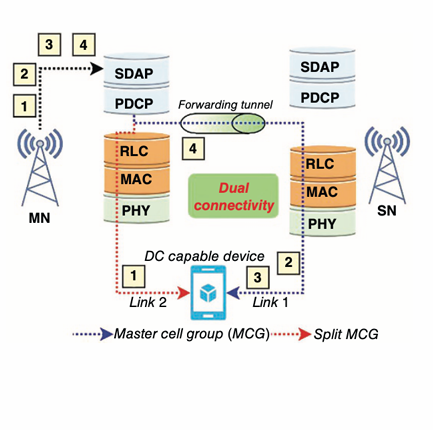 3 4
2
1
SDAP
PDCP
SDAP
PDCP
Forwarding tunnel
4
RLC
MAC
PHY
RLC
MAC
PHY
Dual
connectivity
MN
SN
DC capable device
1
2
3
Link 2
Link 1
Master cell group (MCG)
Split MCG